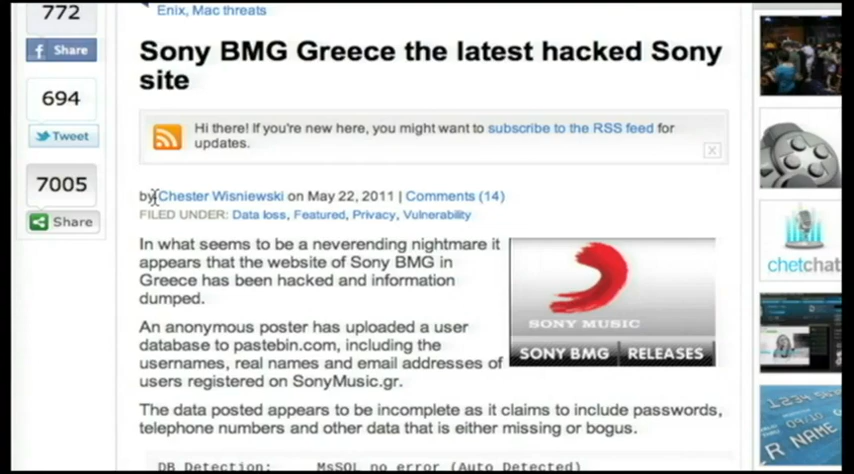 772
Enix, Mac threats
Share
Sony BMG Greece the latest hacked Sony
site
694
Tweet
Hi there! If you're new here, you might want to subscribe to the RSS feed for
updates.
7005
Share
by Chester Wisniewski on May 22, 2011 | Comments (14)
FILED UNDER: Data loss, Featured, Privacy, Vulnerability
In what seems to be a neverending nightmare it
appears that the website of Sony BMG in
Greece has been hacked and information
dumped.
An anonymous poster has uploaded a user
database to pastebin.com, including the
usernames, real names and email addresses of
users registered on SonyMusic.gr.
SONY MUSIC
SONY BMG RELEASES
The data posted appears to be incomplete as it claims to include passwords,
telephone numbers and other data that is either missing or bogus.
DB Detection: MsSQL no error (Auto Detected)
chetchat
1234 
09/10
R NAME